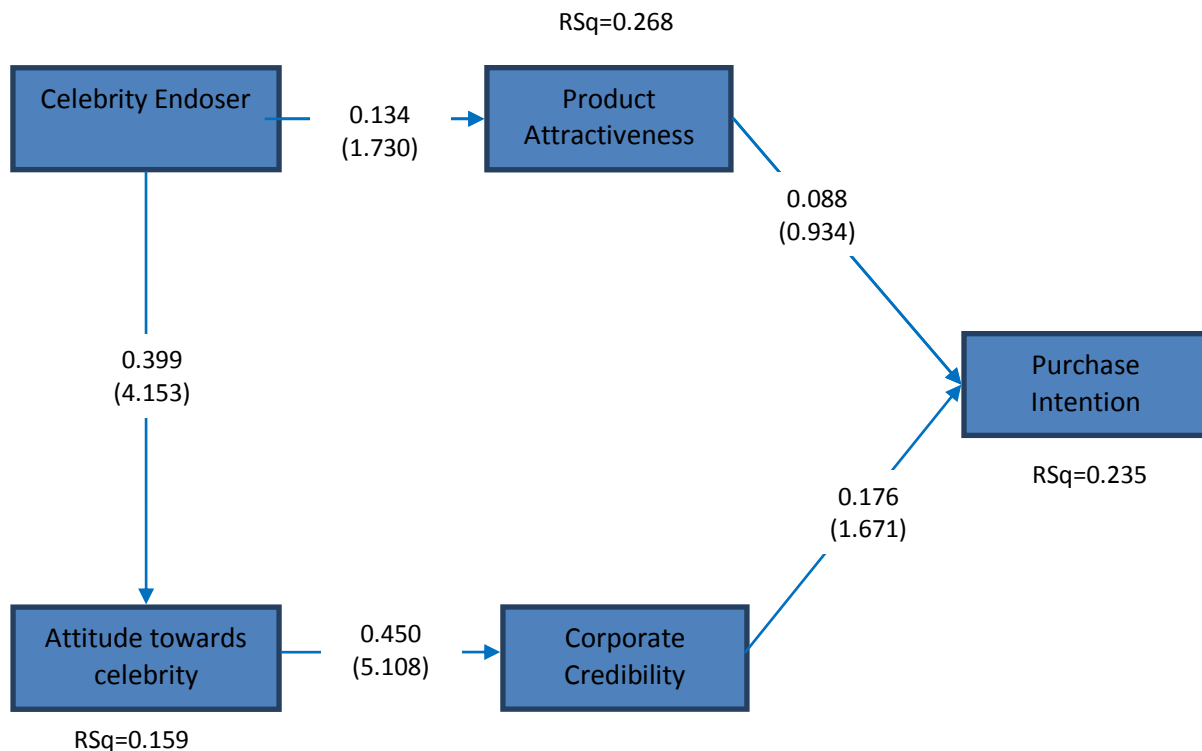 RSq=0.268
Celebrity Endoser
0.134
(1.730)
Product
Attractiveness
0.088
(0.934)
0.399
(4.153)
Purchase
Intention
RSq=0.235
0.176
(1.671)
Attitude towards
celebrity
0.450
(5.108)
Corporate
Credibility
RSq=0.159